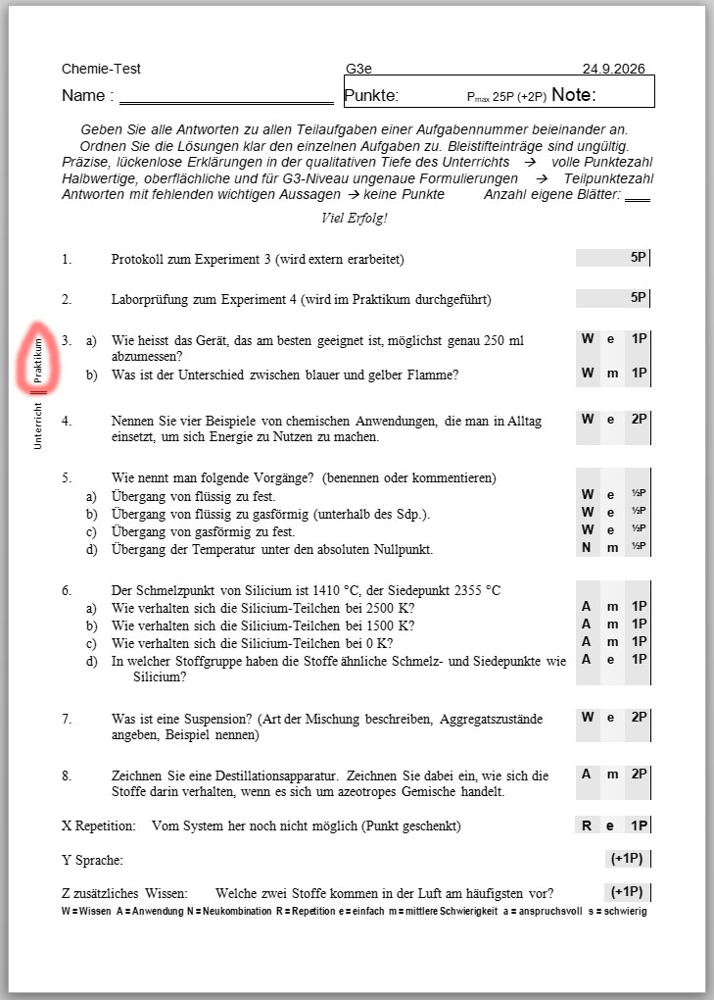 Chemie-Test G3e 24.9.2026
Name : Punkte: Pmax 25P (+2P) Note:
Geben Sie alle Antworten zu allen Teilaufgaben einer Aufgabennummer beieinander an.
Ordnen Sie die Lösungen klar den einzelnen Aufgaben zu. Bleistifteinträge sind ungültig.
Präzise, lückenlose Erklärungen in der qualitativen Tiefe des Unterrichts → volle Punktezahl
Halbwertige, oberflächliche und für G3-Niveau ungenaue Formulierungen → Teilpunktezahl
Antworten mit fehlenden wichtigen Aussagen → keine Punkte Anzahl eigene Blätter: ___
Viel Erfolg!
1. Protokoll zum Experiment 3 (wird extern erarbeitet) 5P
2. Laborprüfung zum Experiment 4 (wird im Praktikum durchgeführt) 5P
Unterricht || Praktikum
3. a) Wie heisst das Gerät, das am besten geeignet ist, möglichst genau 250 ml W e 1P
abzumessen?
b) Was ist der Unterschied zwischen blauer und gelber Flamme? W m 1P
4. Nennen Sie vier Beispiele von chemischen Anwendungen, die man in Alltag W e 2P
einsetzt, um sich Energie zu Nutzen zu machen.
5. Wie nennt man folgende Vorgänge? (benennen oder kommentieren)
a) Übergang von flüssig zu fest. W e ½P
b) Übergang von flüssig zu gasförmig (unterhalb des Sdp.). W e ½P
c) Übergang von gasförmig zu fest. W e ½P
d) Übergang der Temperatur unter den absoluten Nullpunkt. N m ½P
6. Der Schmelzpunkt von Silicium ist 1410 °C, der Siedepunkt 2355 °C
a) Wie verhalten sich die Silicium-Teilchen bei 2500 K? A m 1P
b) Wie verhalten sich die Silicium-Teilchen bei 1500 K? A m 1P
c) Wie verhalten sich die Silicium-Teilchen bei 0 K? A m 1P
d) In welcher Stoffgruppe haben die Stoffe ähnliche Schmelz- und Siedepunkte wie A e 1P
Silicium?
7. Was ist eine Suspension? (Art der Mischung beschreiben, Aggregatszustände W e 2P
angeben, Beispiel nennen)
8. Zeichnen Sie eine Destillationsapparatur. Zeichnen Sie dabei ein, wie sich die A m 2P
Stoffe darin verhalten, wenn es sich um azeotropes Gemische handelt.
X Repetition: Vom System her noch nicht möglich (Punkt geschenkt) R e 1P
Y Sprache: (+1P)
Z zusätzliches Wissen: Welche zwei Stoffe kommen in der Luft am häufigsten vor? (+1P)
W = Wissen A = Anwendung N = Neukombination R = Repetition e = einfach m = mittlere Schwierigkeit a = anspruchsvoll s = schwierig